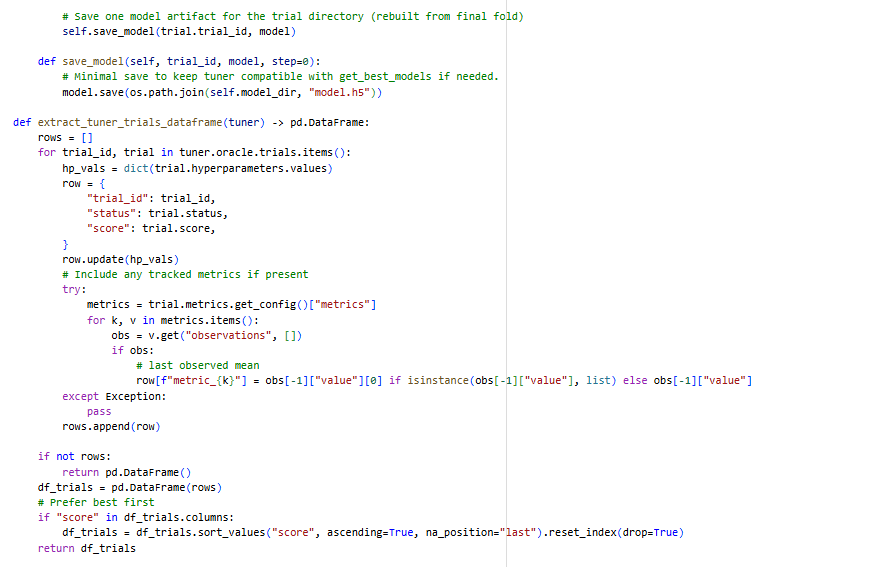 # Save one model artifact for the trial directory (rebuilt from final fold)
self.save_model(trial.trial_id, model)
def save_model(self, trial_id, model, step=0):
# Minimal save to keep tuner compatible with get_best_models if needed.
model.save(os.path.join(self.model_dir, "model.h5"))
def extract_tuner_trials_dataframe(tuner) -> pd.DataFrame:
rows = []
for trial_id, trial in tuner.oracle.trials.items():
hp_vals = dict(trial.hyperparameters.values)
row = {
"trial_id": trial_id,
"status": trial.status,
"score": trial.score,
}
row.update(hp_vals)
# Include any tracked metrics if present
try:
metrics = trial.metrics.get_config()["metrics"]
for k, v in metrics.items():
obs = v.get("observations", [])
if obs:
# last observed mean
row[f"metric_{k}"] = obs[-1]["value"][0] if isinstance(obs[-1]["value"], list) else obs[-1]["value"]
except Exception:
pass
rows.append(row)
if not rows:
return pd.DataFrame()
df_trials = pd.DataFrame(rows)
# Prefer best first
if "score" in df_trials.columns:
df_trials = df_trials.sort_values("score", ascending=True, na_position="last").reset_index(drop=True)
return df_trials